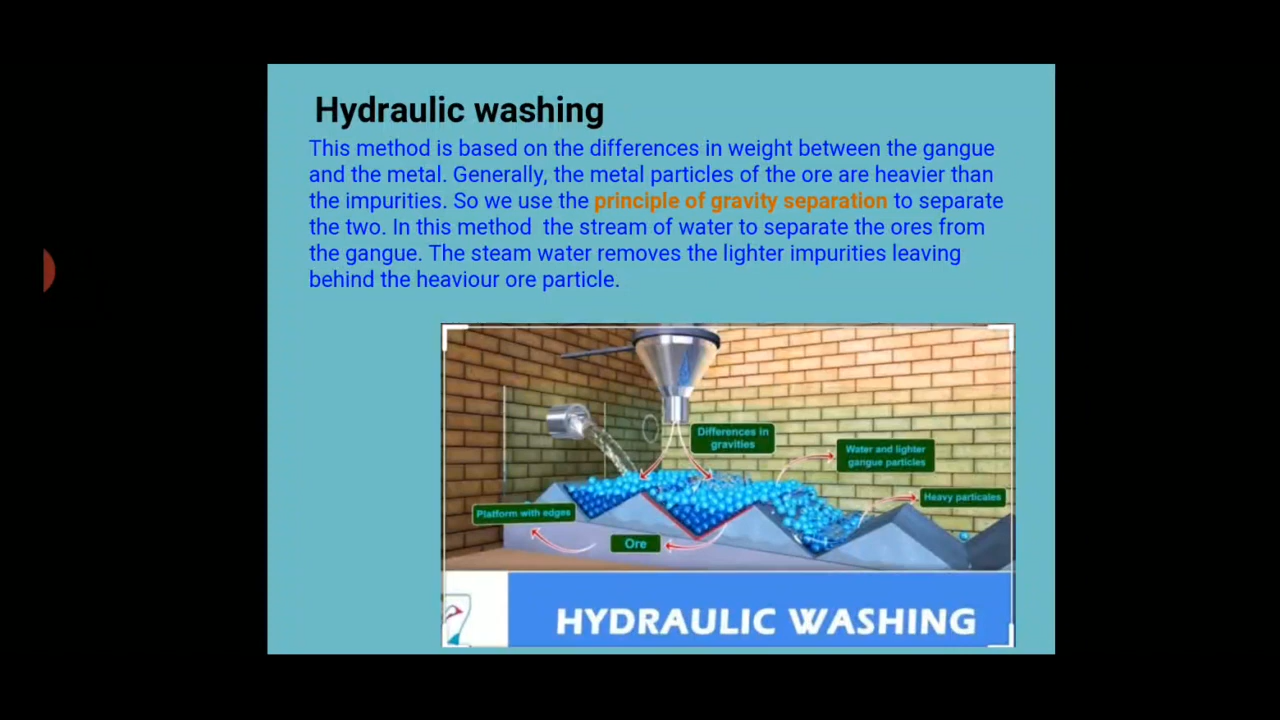 Hydraulic washing
This method is based on the differences in weight between the gangue
and the metal. Generally, the metal particles of the ore are heavier than
the impurities. So we use the principle of gravity separation to separate
the two. In this method  the stream of water to separate the ores from
the gangue. The steam water removes the lighter impurities leaving
behind the heaviour ore particle.
Differences in
gravities
Water and lighter
gangue particles
Heavy particales
Platform with edges
Ore
HYDRAULIC WASHING